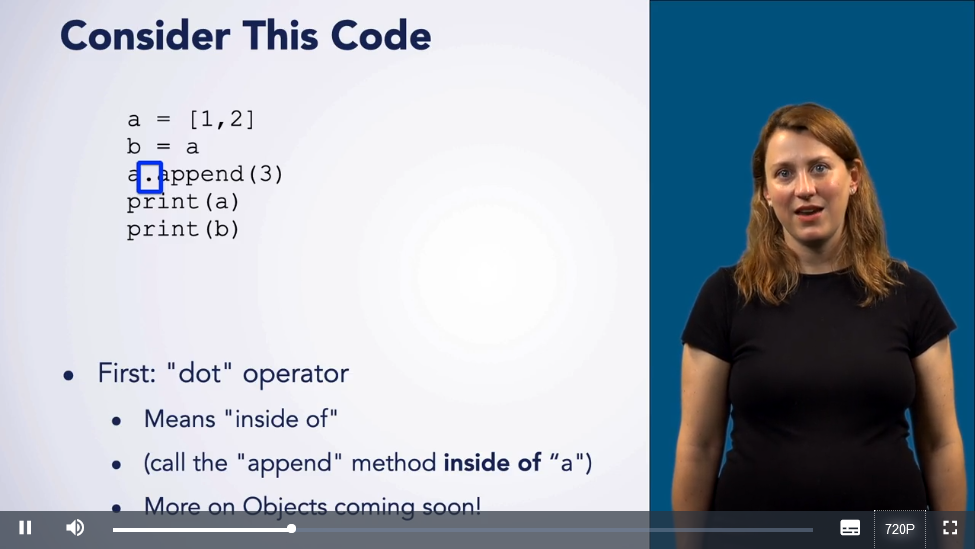 Consider This Code
a = [1,2]
b = a
a.append(3)
print(a)
print(b)
• First: "dot" operator
• Means "inside of"
• (call the "append" method inside of “a")
• More on Objects coming soon!
720P